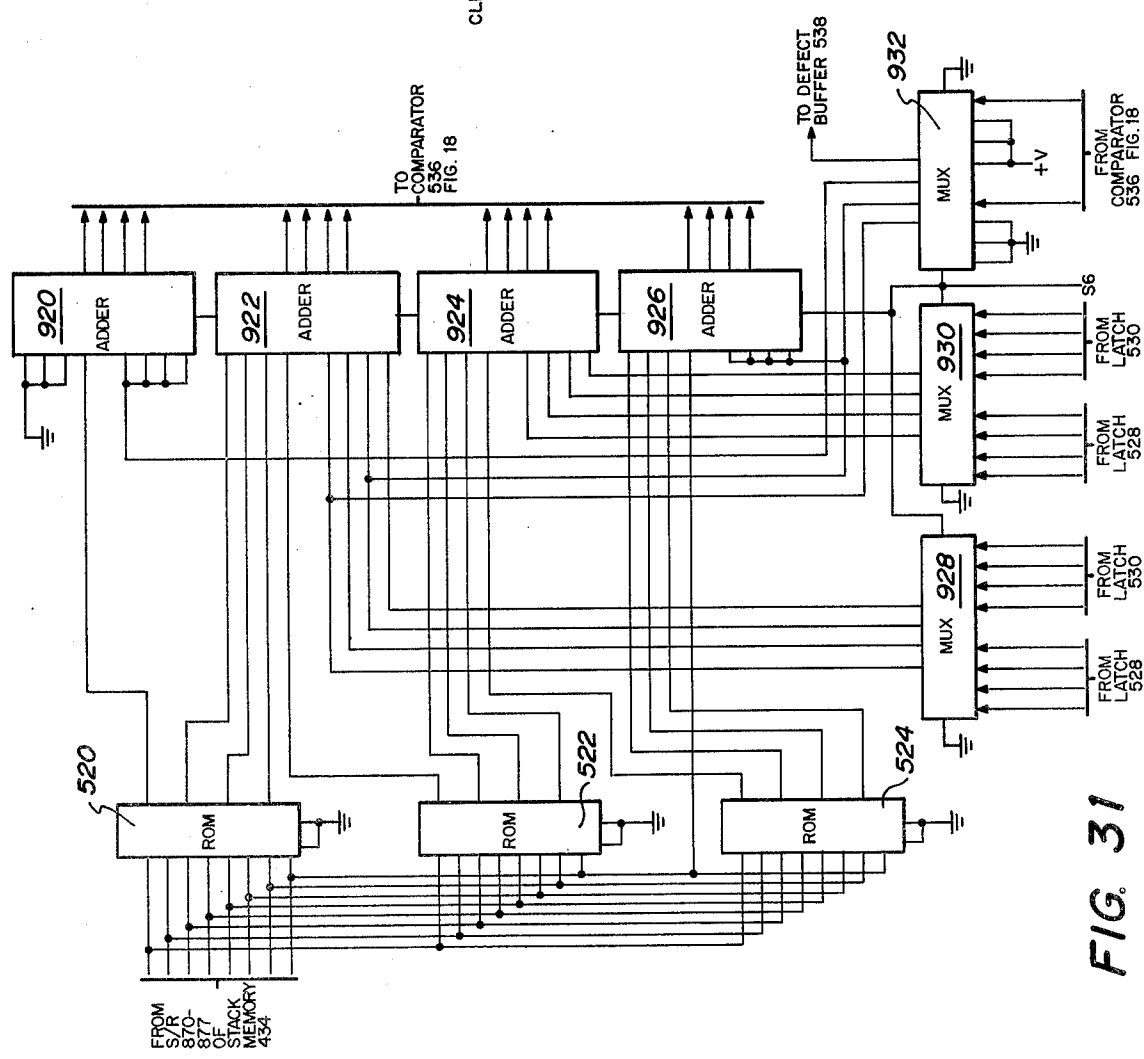 CL
920
ADDER
922
ADDER
924
ADDER
926
ADDER
TO
COMPARATOR
536
FIG. 18
TO DEFECT
BUFFER 538
932
MUX
+V
FROM
COMPARATOR
536 FIG. 18
S6
MUX 930
FROM
LATCH
528
FROM
LATCH
530
MUX 928
FROM
LATCH
528
FROM
LATCH
530
520
ROM
522
ROM
524
ROM
FROM
S/R
870-
877
OF
STACK
MEMORY
434
FIG. 31